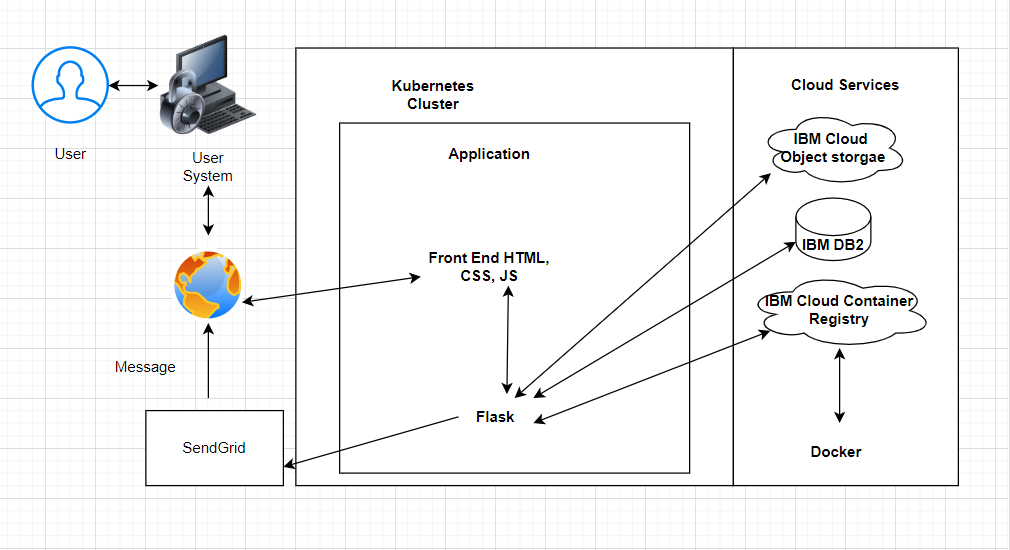 User
User
System
Message
SendGrid
Kubernetes
Cluster
Application
Front End HTML,
CSS, JS
Flask
Cloud Services
IBM Cloud
Object storgae
IBM DB2
IBM Cloud Container
Registry
Docker